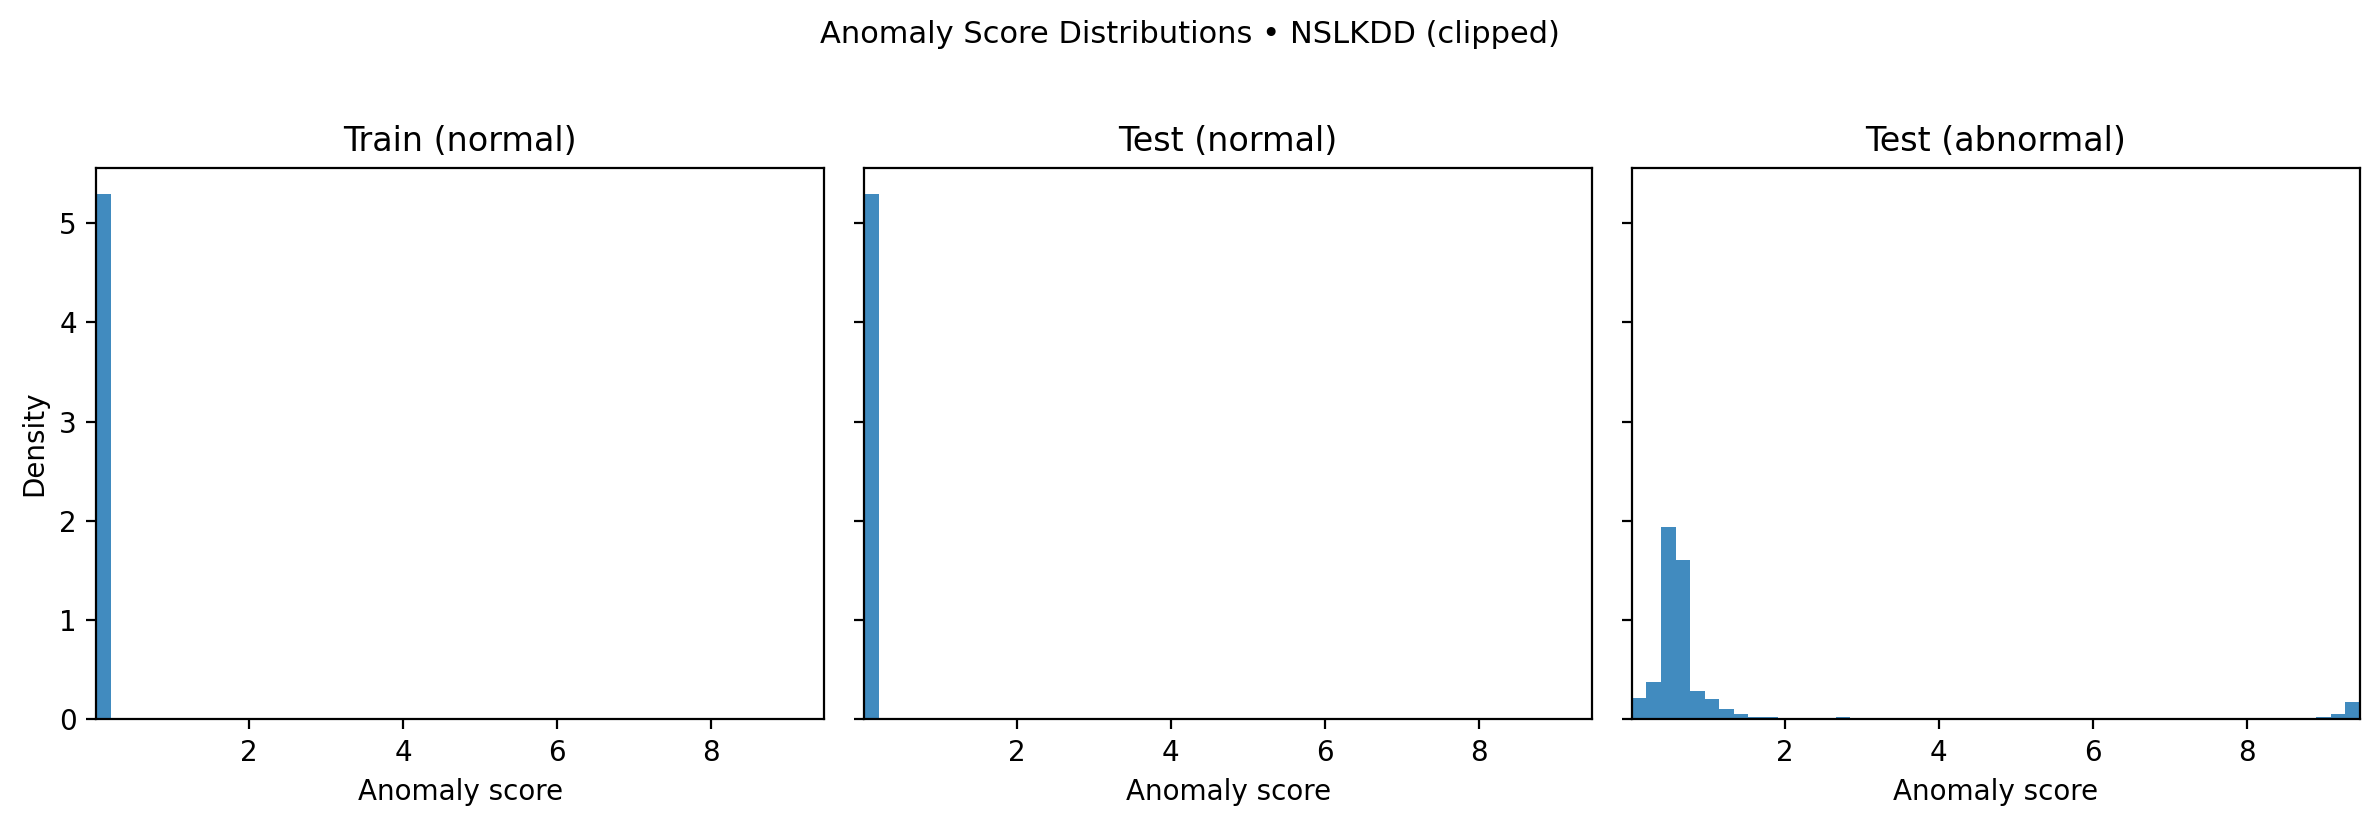 Anomaly Score Distributions • NSLKDD (clipped)
Train (normal)
Test (normal)
Test (abnormal)
Density
5
4
3
2
1
0
2 4 6 8
2 4 6 8
2 4 6 8
Anomaly score
Anomaly score
Anomaly score